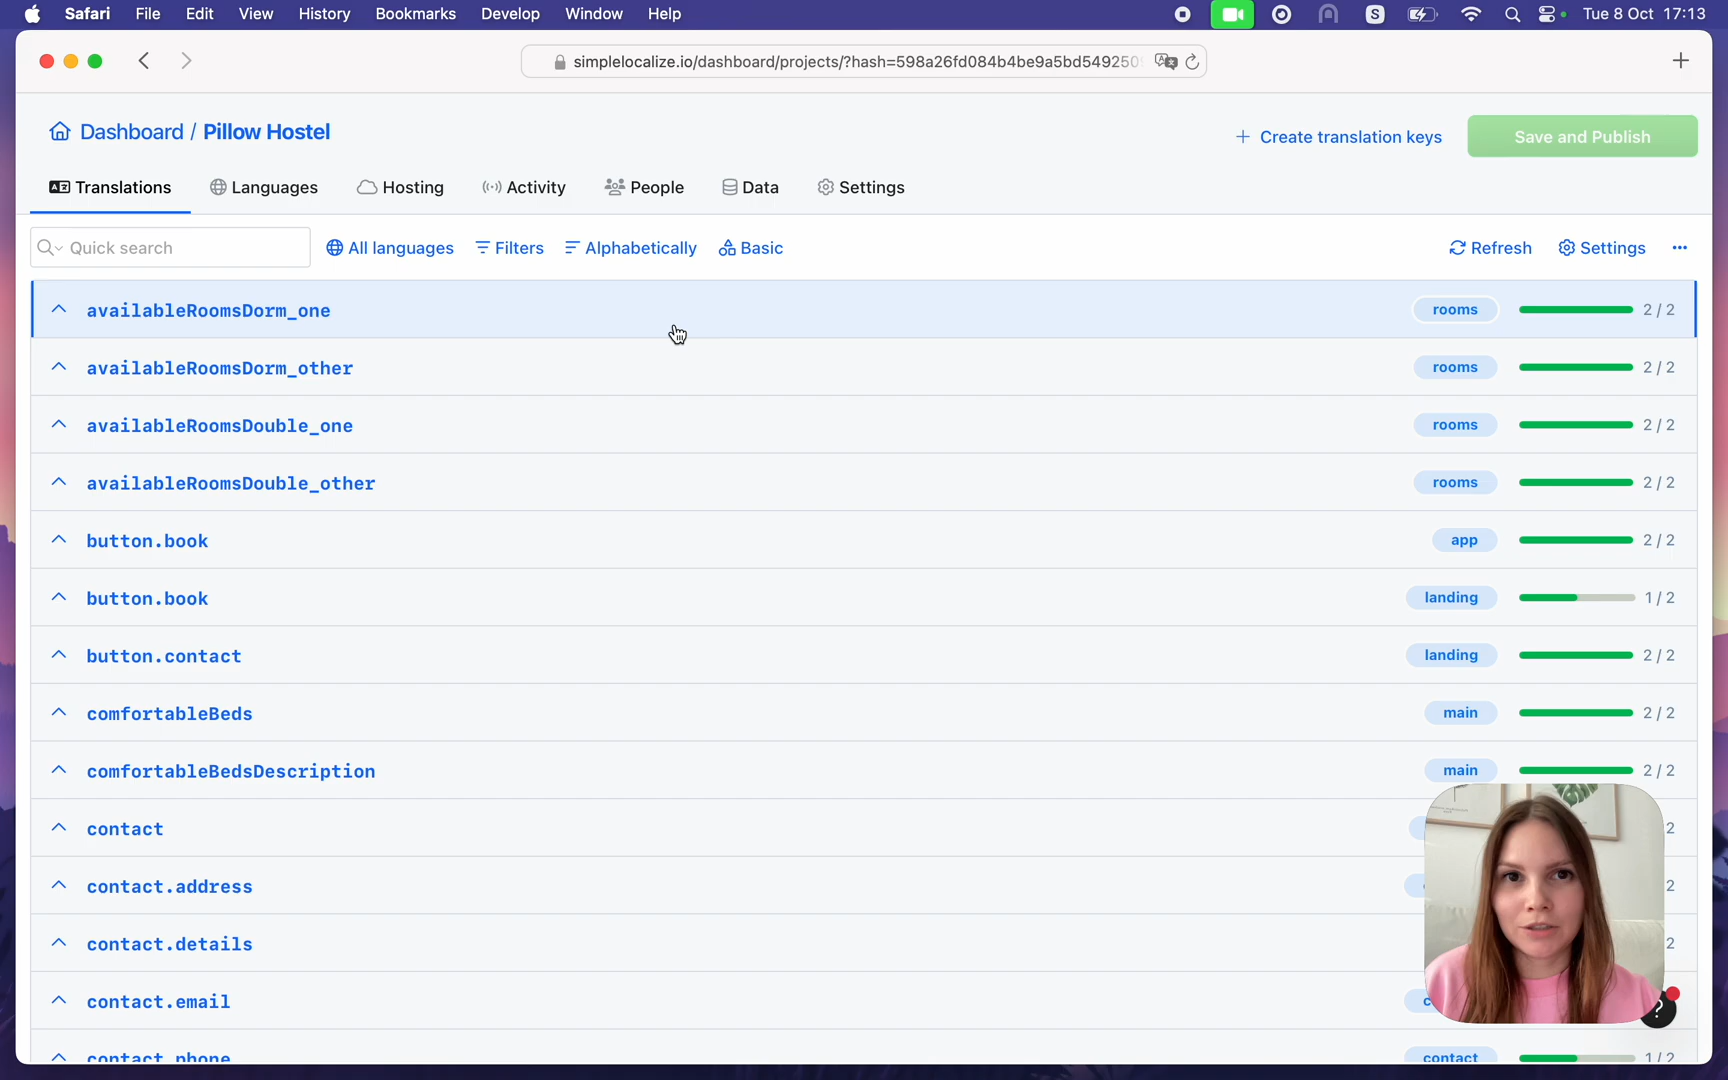 Safari File Edit View History Bookmarks Develop Window Help S Tue 8 Oct 17:13
simplelocalize.io/dashboard/projects/?hash=598a26fd084b4be9a5bd549250
Dashboard / Pillow Hostel
+ Create translation keys
Save and Publish
Translations Languages Hosting Activity People Data Settings
Quick search All languages Filters Alphabetically Basic Refresh Settings ···
availableRoomsDorm_one rooms 2 / 2
availableRoomsDorm_other rooms 2 / 2
availableRoomsDouble_one rooms 2 / 2
availableRoomsDouble_other rooms 2 / 2
button.book app 2 / 2
button.book landing 1 / 2
button.contact landing 2 / 2
comfortableBeds main 2 / 2
comfortableBedsDescription main 2 / 2
contact 2
contact.address 2
contact.details 2
contact.email c
?
contact.phone contact 1 / 2